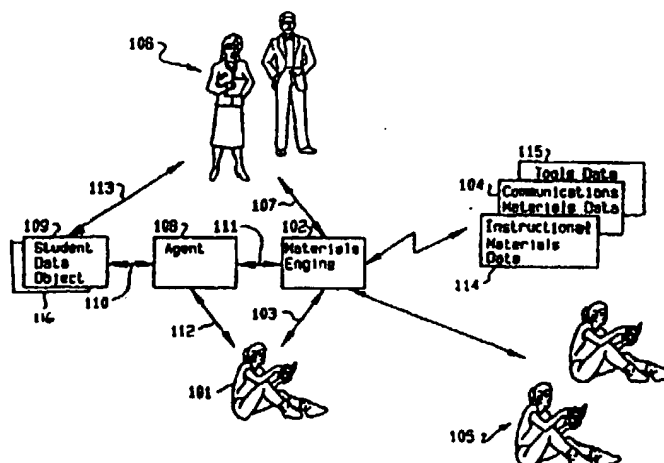 106
115
Tools Data
104
Communications
Materials Data
Instructional
Materials
Data
114
113
107
109
Student
Data
Object
116
110
108
Agent
111
102
Materials
Engine
112
103
101
105